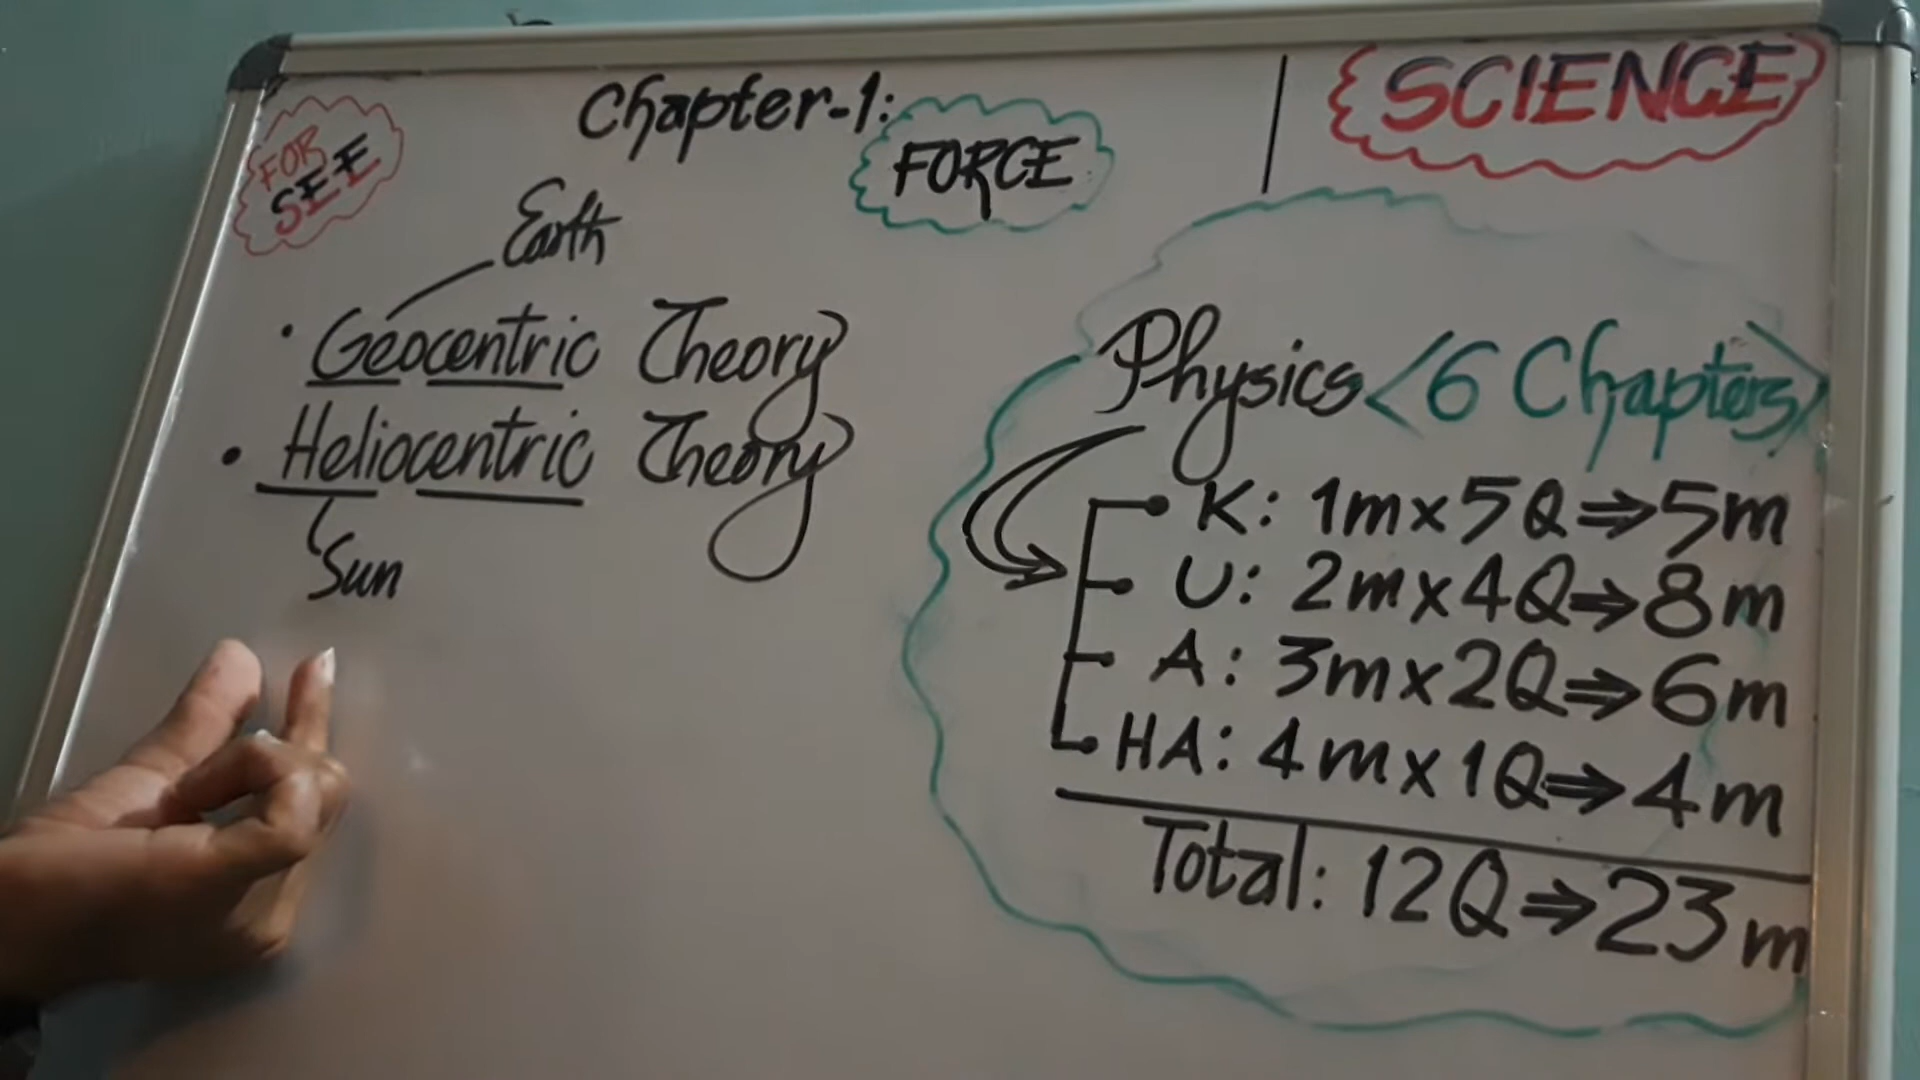 FOR
SEE
Chapter-1:
FORCE
SCIENCE
Earth
• Geocentric Theory
• Heliocentric Theory
Sun
Physics <6 Chapters>
K: 1m x 5Q ⇒ 5m
U: 2m x 4Q ⇒ 8m
A: 3m x 2Q ⇒ 6m
HA: 4m x 1Q ⇒ 4m
Total: 12Q ⇒ 23m